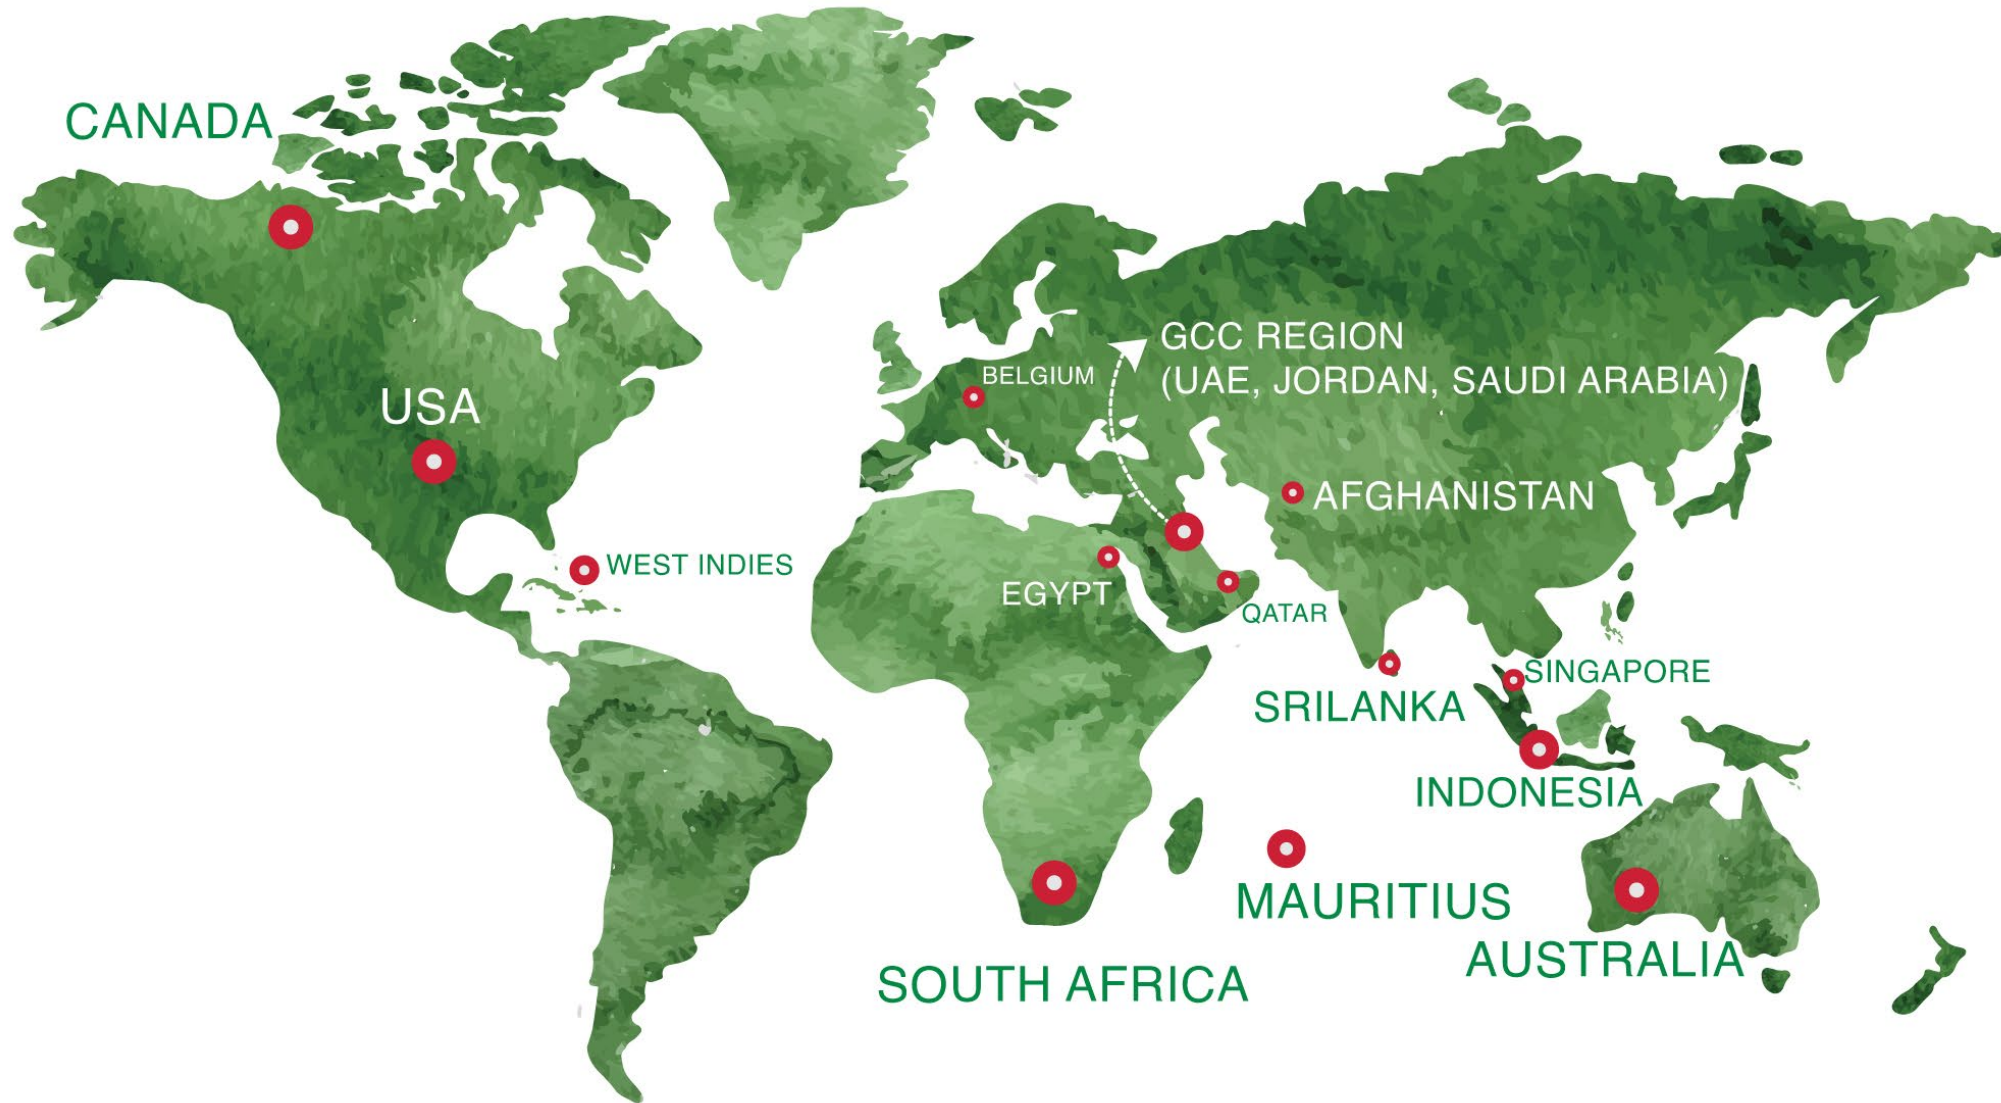 CANADA
GCC REGION
(UAE, JORDAN, SAUDI ARABIA)
BELGIUM
USA
AFGHANISTAN
WEST INDIES
EGYPT
QATAR
SINGAPORE
SRILANKA
INDONESIA
MAURITIUS
AUSTRALIA
SOUTH AFRICA